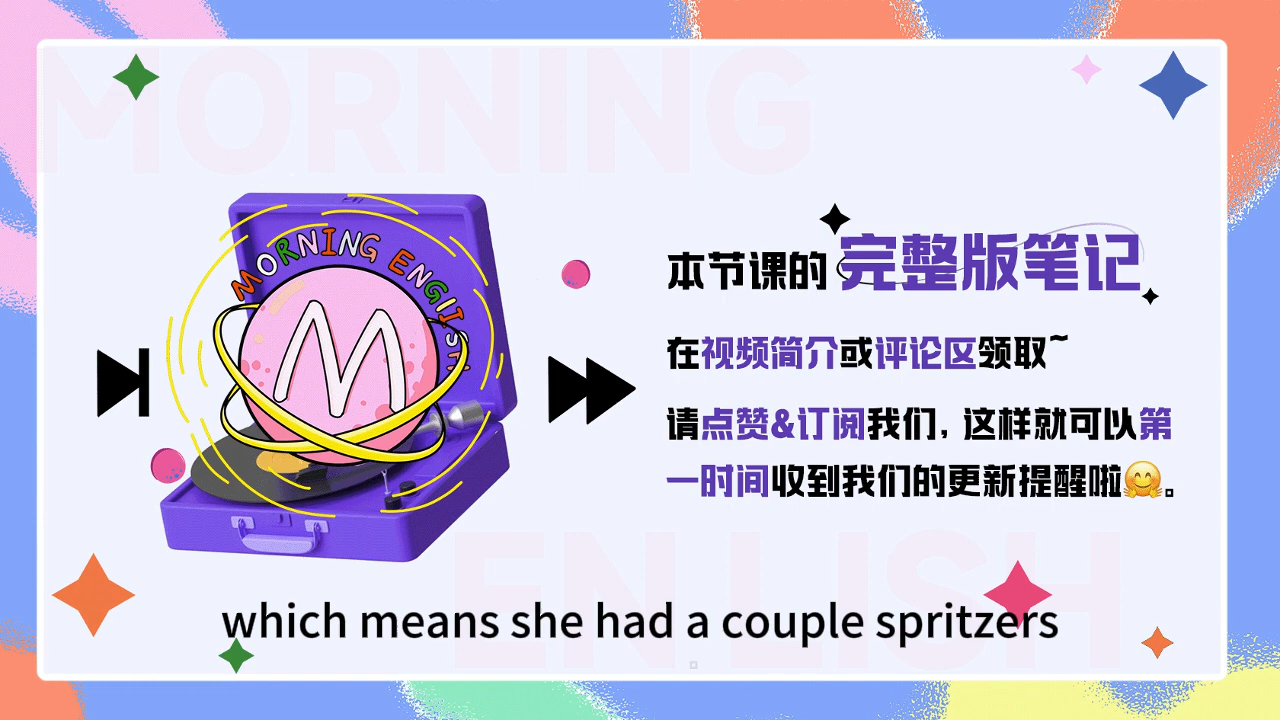 MORNING
MORNING ENGLISH
M
本节课的 完整版笔记
在视频简介或评论区领取~
请点赞&订阅我们，这样就可以第
一时间收到我们的更新提醒啦🤗。
EN LISH
which means she had a couple spritzers